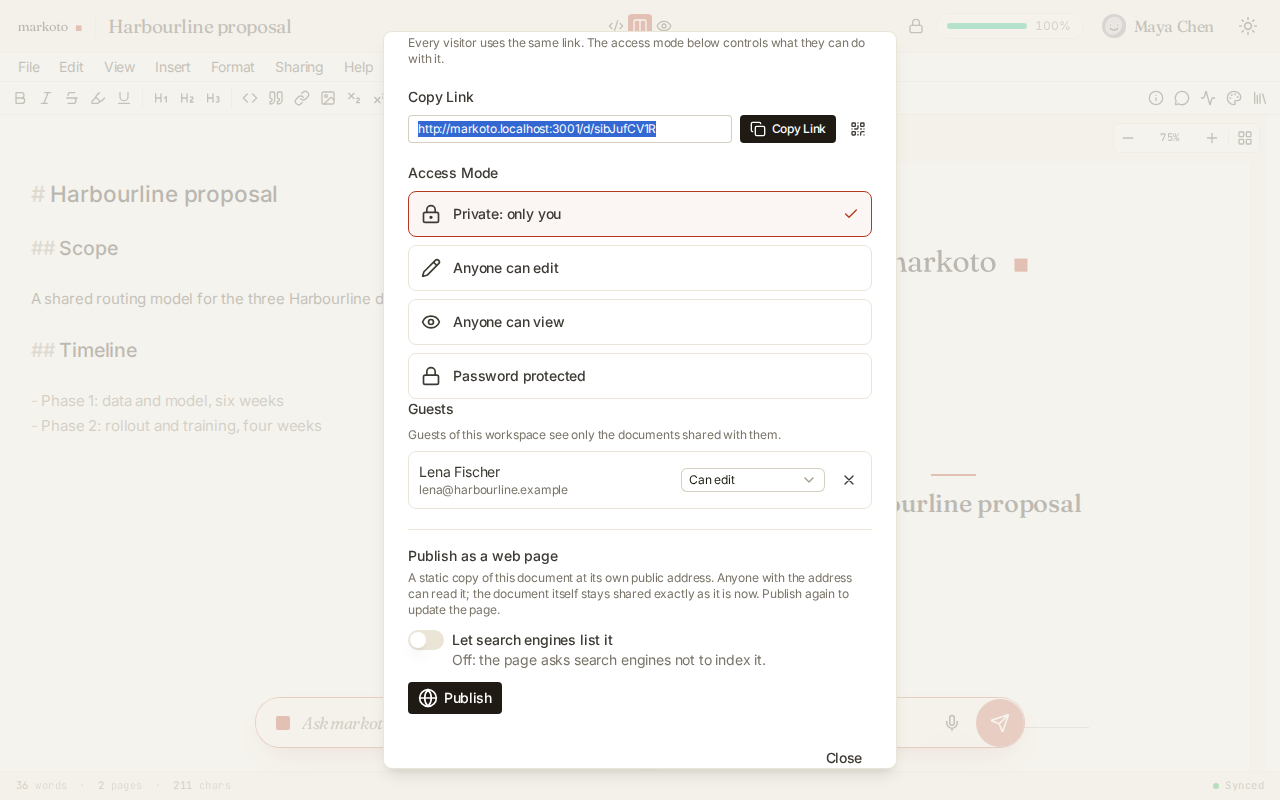 markoto
Harbourline proposal
100%
Maya Chen
File Edit View Insert Format Sharing Help
H1 H2 H3
75%
# Harbourline proposal
## Scope
A shared routing model for the three Harbourline d
## Timeline
- Phase 1: data and model, six weeks
- Phase 2: rollout and training, four weeks
Every visitor uses the same link. The access mode below controls what they can do
with it.
Copy Link
http://markoto.localhost:3001/d/sibJufCV1R
Copy Link
Access Mode
Private: only you
Anyone can edit
Anyone can view
Password protected
Guests
Guests of this workspace see only the documents shared with them.
Lena Fischer
lena@harbourline.example
Can edit
Publish as a web page
A static copy of this document at its own public address. Anyone with the address
can read it; the document itself stays shared exactly as it is now. Publish again to
update the page.
Let search engines list it
Off: the page asks search engines not to index it.
Publish
Close
arkoto
urline proposal
Ask markot
36 words · 2 pages · 211 chars
Synced